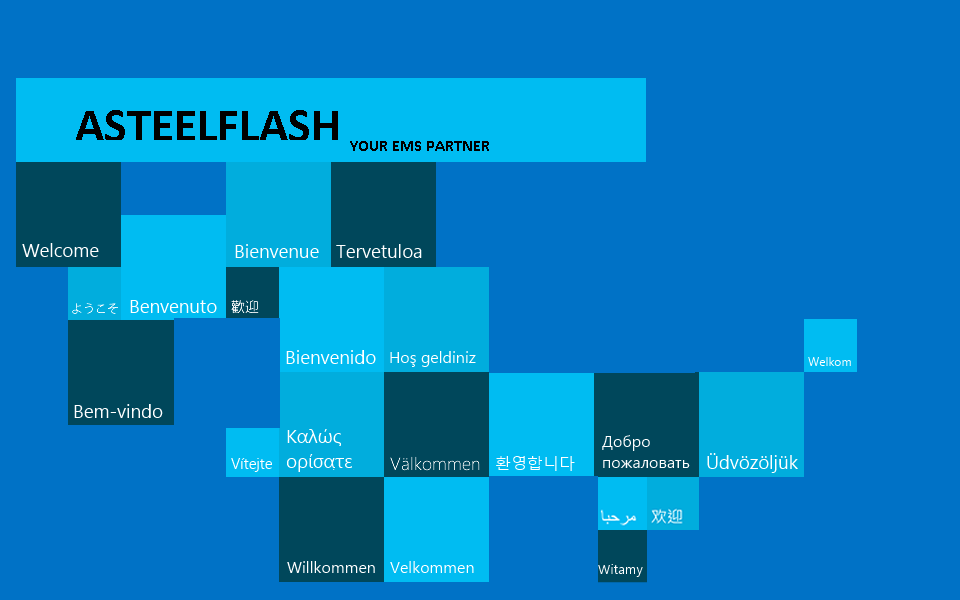 ASTEELFLASH
YOUR EMS PARTNER
Welcome
Bienvenue
Tervetuloa
ようこそ
Benvenuto
歡迎
Bienvenido
Hoş geldiniz
Welkom
Bem-vindo
Vítejte
Καλώς
ορίσατε
Välkommen
환영합니다
Добро
пожаловать
Üdvözöljük
مرحبا
欢迎
Willkommen
Velkommen
Witamy